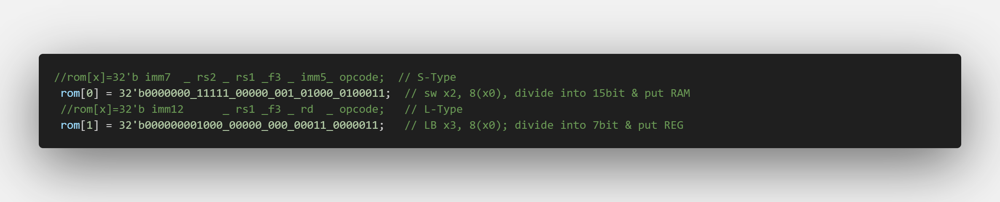 //rom[x]=32'b imm7  _ rs2 _ rs1 _f3 _ imm5_ opcode;  // S-Type
rom[0] = 32'b0000000_11111_00000_001_01000_0100011;  // sw x2, 8(x0), divide into 15bit & put RAM
//rom[x]=32'b imm12      _ rs1 _f3 _ rd  _ opcode;   // L-Type
rom[1] = 32'b000000001000_00000_000_00011_0000011;   // LB x3, 8(x0); divide into 7bit & put REG